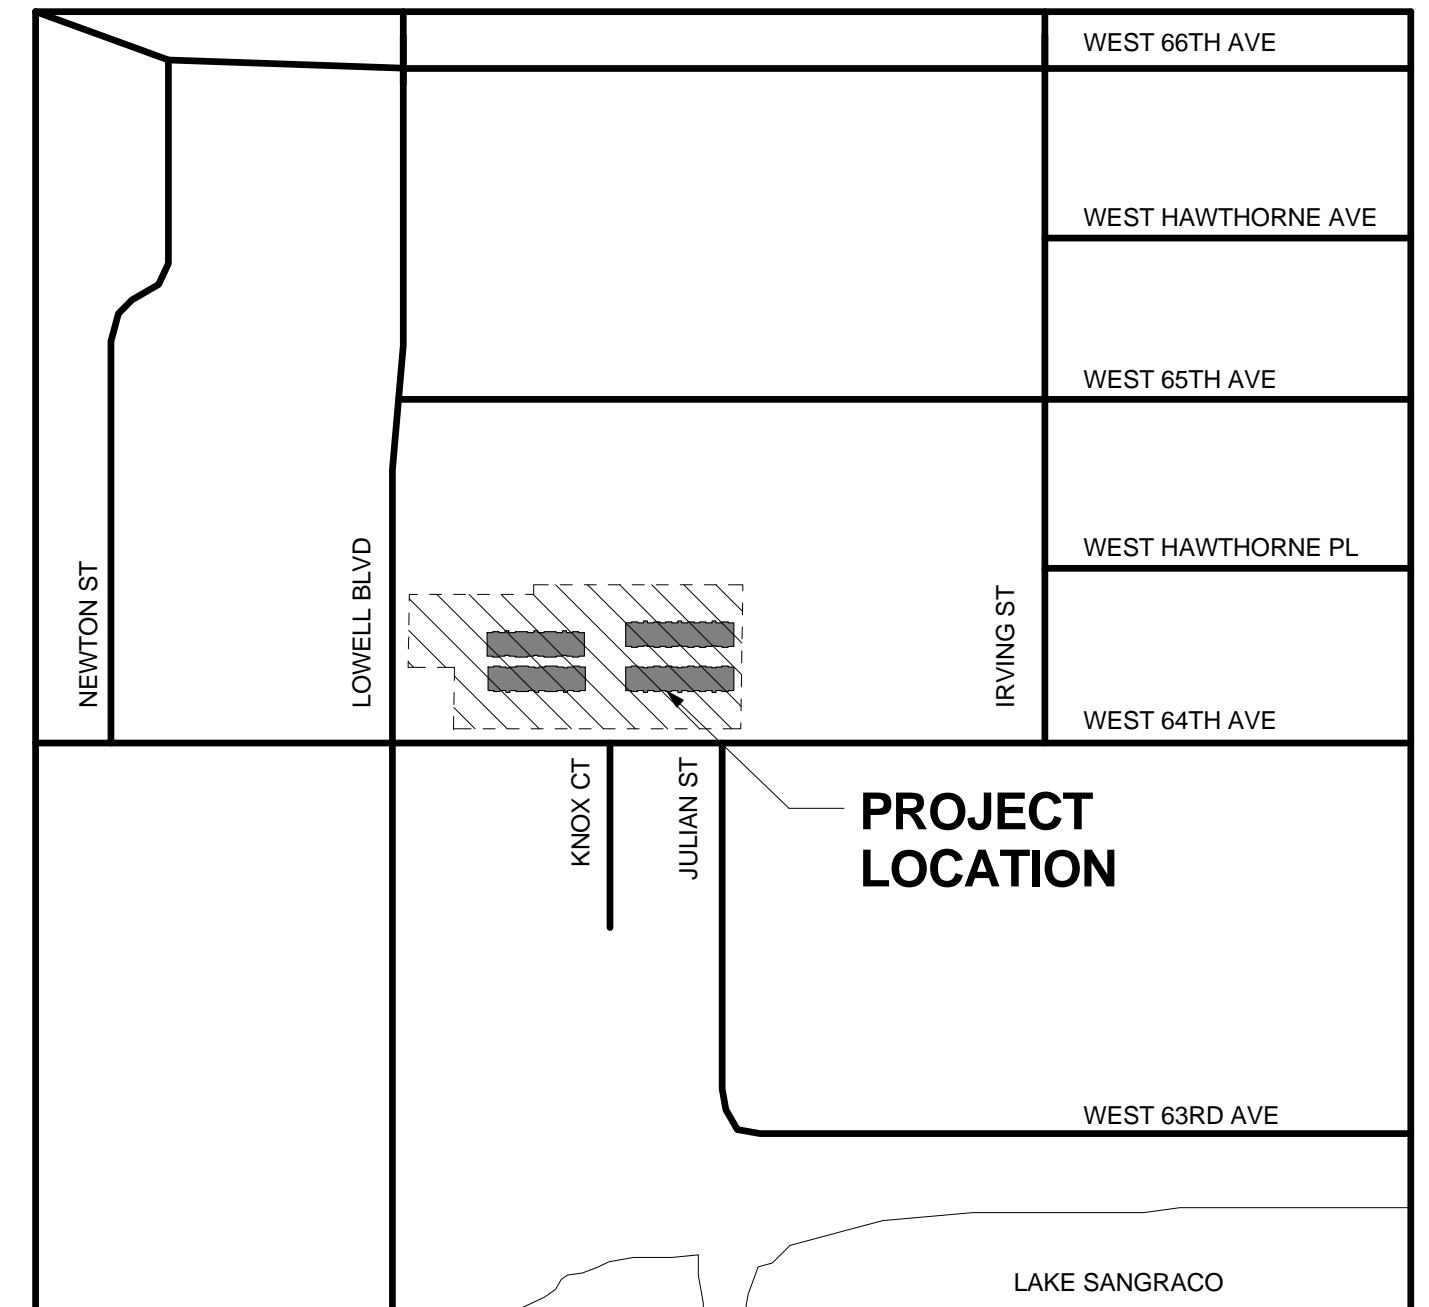 WEST 66TH AVE
WEST HAWTHORNE AVE
WEST 65TH AVE
WEST HAWTHORNE PL
NEWTON ST
LOWELL BLVD
IRVING ST
WEST 64TH AVE
KNOX CT
JULIAN ST
PROJECT
LOCATION
WEST 63RD AVE
LAKE SANGRACO